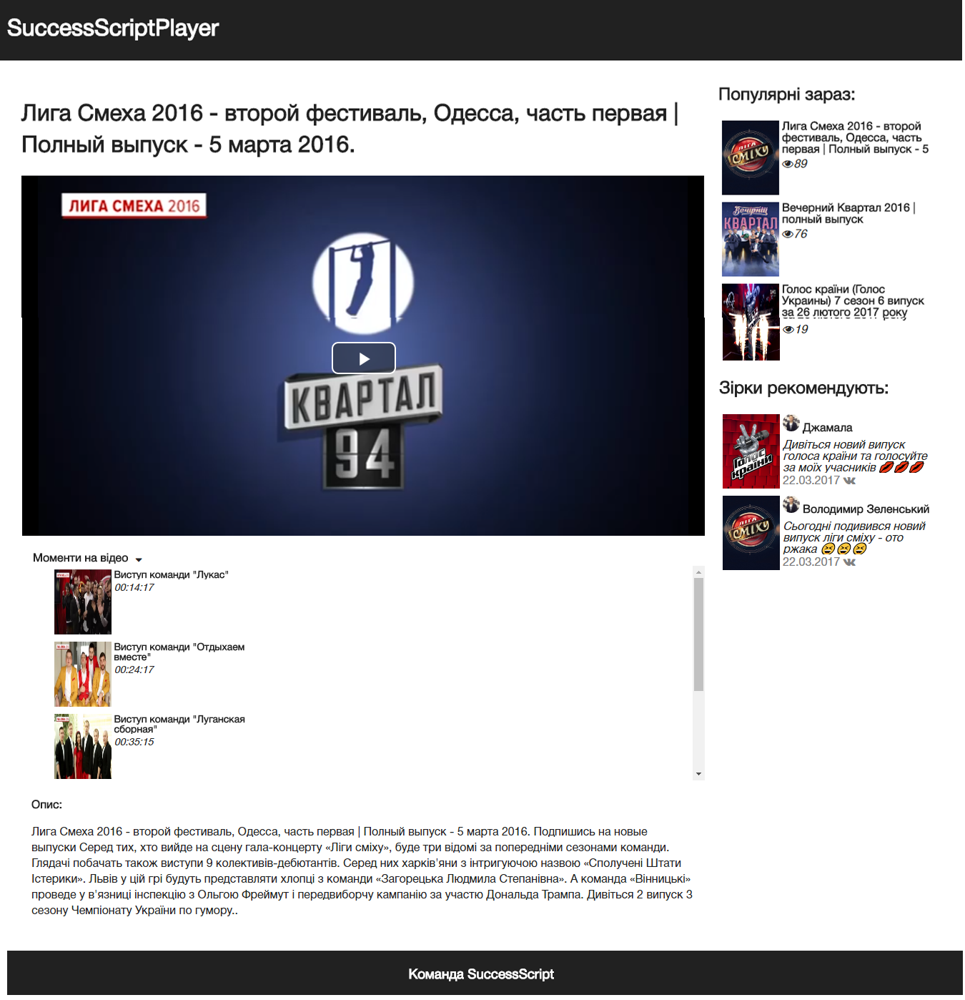 SuccessScriptPlayer
Лига Смеха 2016 - второй фестиваль, Одесса, часть первая |
Полный выпуск - 5 марта 2016.
ЛИГА СМЕХА 2016
КВАРТАЛ
94
Моменти на відео
Виступ команди "Лукас"
00:14:17
Виступ команди "Отдыхаем
вместе"
00:24:17
Виступ команди "Луганская
сборная"
00:35:15
Опис:
Лига Смеха 2016 - второй фестиваль, Одесса, часть первая | Полный выпуск - 5 марта 2016. Подпишись на новые
выпуски Серед тих, хто вийде на сцену гала-концерту «Ліги сміху», буде три відомі за попередніми сезонами команди.
Глядачі побачать також виступи 9 колективів-дебютантів. Серед них харків'яни з інтригуючою назвою «Сполучені Штати
Істерики». Львів у цій грі будуть представляти хлопці з команди «Загорецька Людмила Степанівна». А команда «Вінницькі»
проведе у в'язниці інспекцію з Ольгою Фреймут і передвиборчу кампанію за участю Дональда Трампа. Дивіться 2 випуск 3
сезону Чемпіонату України по гумору..
Популярні зараз:
ЛІГА
СМІХУ
Лига Смеха 2016 - второй
фестиваль, Одесса, часть
первая | Полный выпуск - 5
89
Вечірній
КВАРТАЛ
Вечерний Квартал 2016 |
полный выпуск
76
Голос країни (Голос
Украины) 7 сезон 6 випуск
за 26 лютого 2017 року
19
Зірки рекомендують:
Голос
країни
Джамала
Дивіться новий випуск
голоса країни та голосуйте
за моїх учасників 💋💋💋
22.03.2017
ЛІГА
СМІХУ
Володимир Зеленський
Сьогодні подивився новий
випуск ліги сміху - ото
ржака 😆😆😆
22.03.2017
Команда SuccessScript